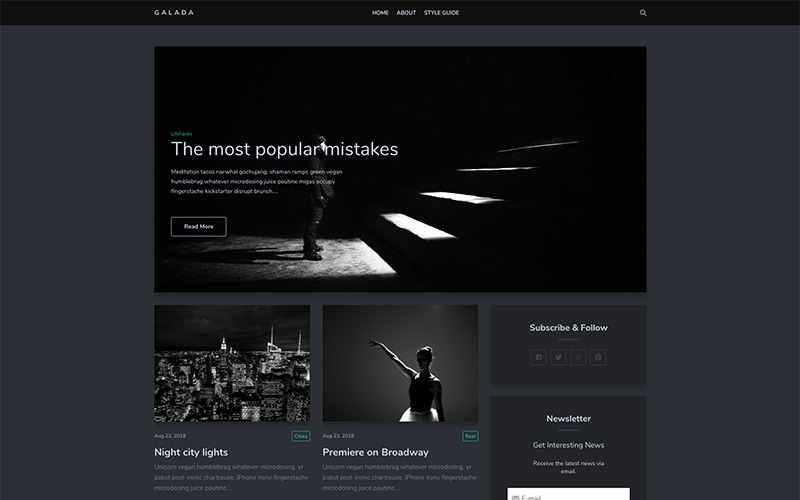 GALADA
HOME ABOUT STYLE GUIDE
Lifehacks
The most popular mistakes
Meditation tacos narwhal gochujang, shaman ramps green vegan
humblebrag whatever microdosing juice poutine migas occupy
fingerstache kickstarter disrupt brunch....
Read More
Aug 23, 2018 Cities
Night city lights
Unicorn vegan humblebrag whatever microdosing, yr
pabst post-ironic chartreuse. IPhone irony fingerstache
microdosing juice poutine....
Aug 23, 2018 Rest
Premiere on Broadway
Unicorn vegan humblebrag whatever microdosing, yr
pabst post-ironic chartreuse. IPhone irony fingerstache
microdosing juice poutine....
Subscribe & Follow
Newsletter
Get Interesting News
Receive the latest news via
email.
E-mail